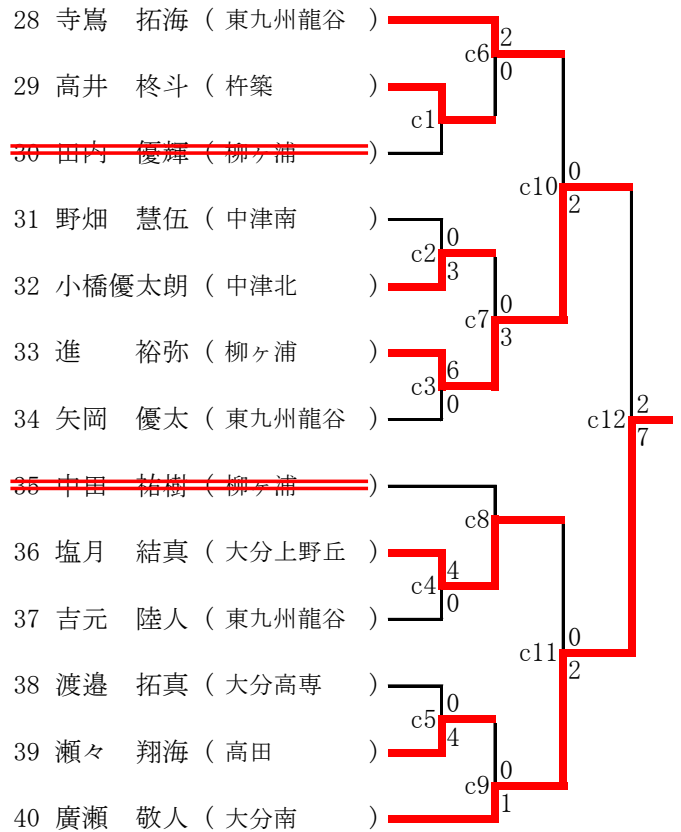 28 寺嶌 拓海 ( 東九州龍谷 )
2
c6
0
29 高井 柊斗 ( 杵築 )
c1
30 田内 優輝 ( 柳ヶ浦 )
0
c10
2
31 野畑 慧伍 ( 中津南 )
0
c2
3
32 小橋優太朗 ( 中津北 )
0
c7
3
33 進 裕弥 ( 柳ヶ浦 )
6
c3
0
34 矢岡 優太 ( 東九州龍谷 )
2
c12
7
35 中田 祐樹 ( 柳ヶ浦 )
c8
36 塩月 結真 ( 大分上野丘 )
4
c4
0
37 吉元 陸人 ( 東九州龍谷 )
0
c11
2
38 渡邉 拓真 ( 大分高専 )
0
c5
4
39 瀬々 翔海 ( 高田 )
0
c9
1
40 廣瀬 敬人 ( 大分南 )